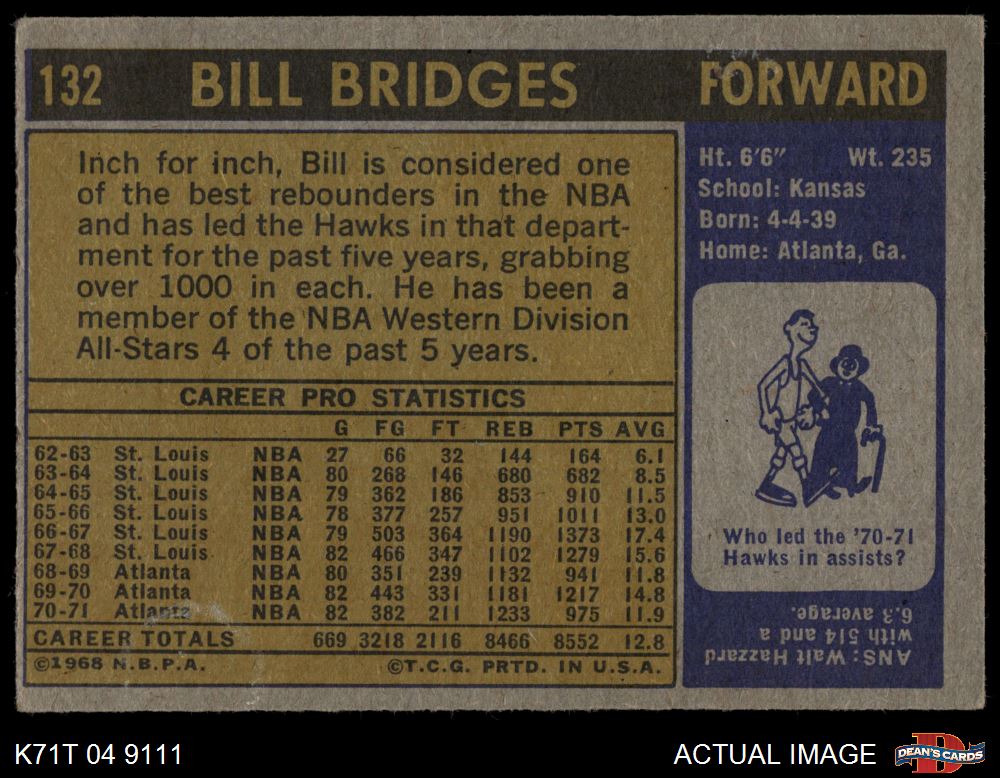 132 BILL BRIDGES FORWARD
Inch for inch, Bill is considered one
of the best rebounders in the NBA
and has led the Hawks in that depart-
ment for the past five years, grabbing
over 1000 in each. He has been a
member of the NBA Western Division
All-Stars 4 of the past 5 years.
CAREER PRO STATISTICS
G FG FT REB PTS AVG
62-63 St. Louis NBA 27 66 32 144 164 6.1
63-64 St. Louis NBA 80 268 146 680 682 8.5
64-65 St. Louis NBA 79 362 186 853 910 11.5
65-66 St. Louis NBA 78 377 257 951 1011 13.0
66-67 St. Louis NBA 79 503 364 1190 1373 17.4
67-68 St. Louis NBA 82 466 347 1102 1279 15.6
68-69 Atlanta NBA 80 351 239 1132 941 11.8
69-70 Atlanta NBA 82 443 331 1181 1217 14.8
70-71 Atlanta NBA 82 382 211 1233 975 11.9
CAREER TOTALS 669 3218 2116 8466 8552 12.8
©1968 N.B.P.A. ©T.C.G. PRTD. IN U.S.A.
Ht. 6'6" Wt. 235
School: Kansas
Born: 4-4-39
Home: Atlanta, Ga.
Who led the '70-71
Hawks in assists?
ANS: Walt Hazzard
with 514 and a
6.3 average.
K71T 04 9111 ACTUAL IMAGE DEAN'S CARDS